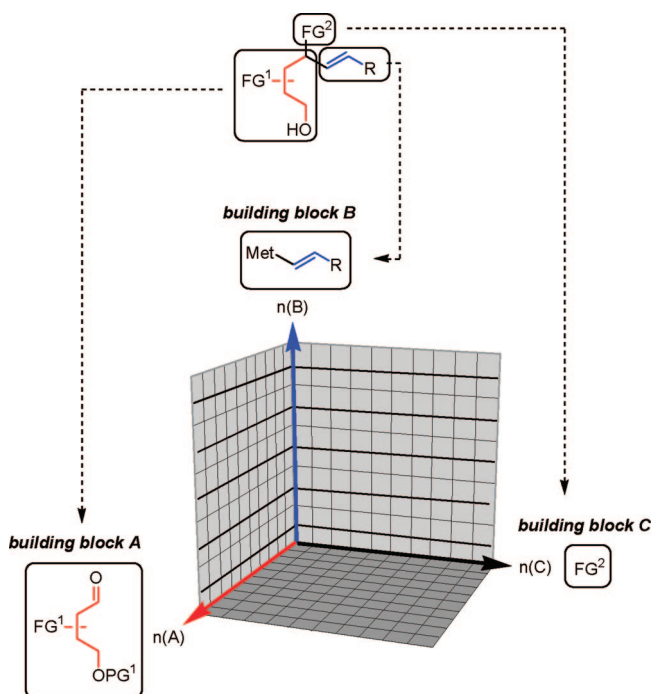 FG²
FG¹
R
HO
building block B
Met
R
n(B)
building block A
O
FG¹
OPG¹
n(A)
building block C
n(C)
FG²